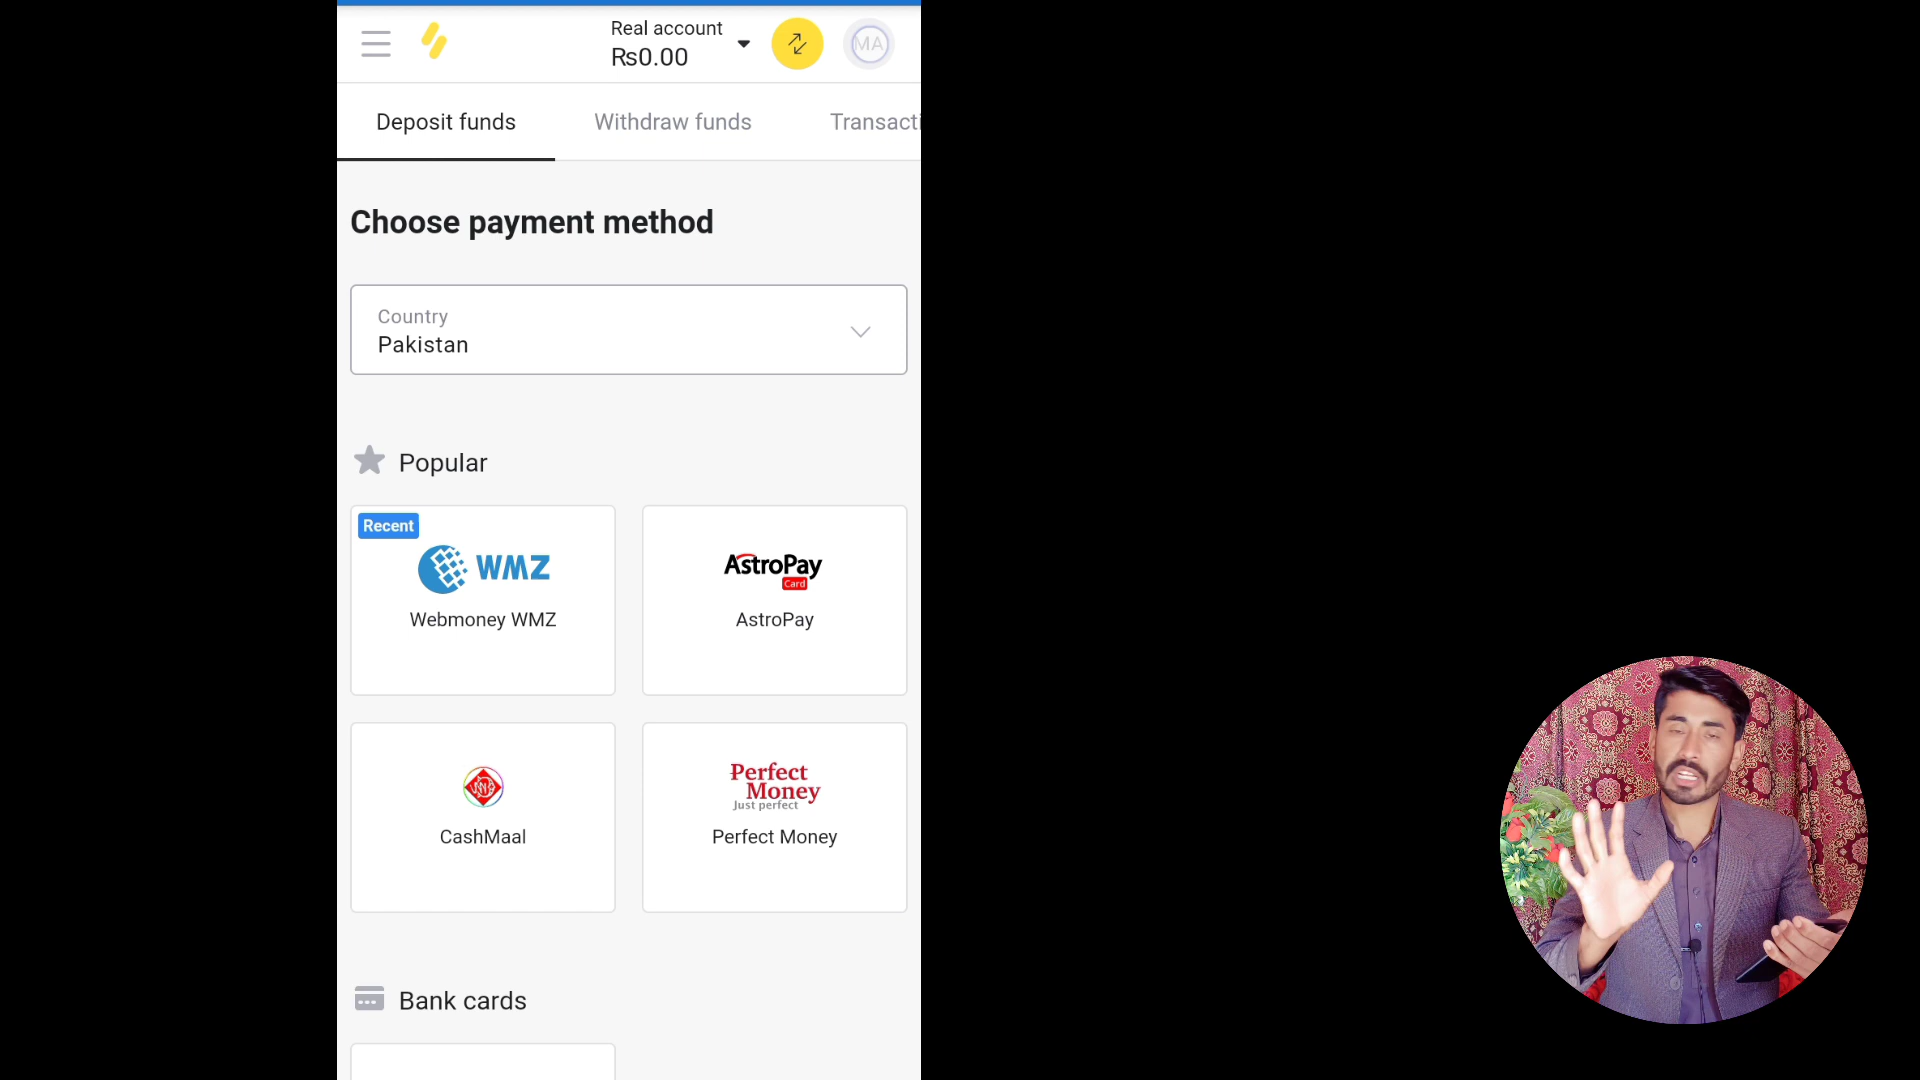 Real account
₨0.00
MA
Deposit funds
Withdraw funds
Transacti
Choose payment method
Country
Pakistan
Popular
Recent
WMZ
Webmoney WMZ
AstroPay
Card
AstroPay
CashMaal
Perfect
Money
Just perfect
Perfect Money
Bank cards